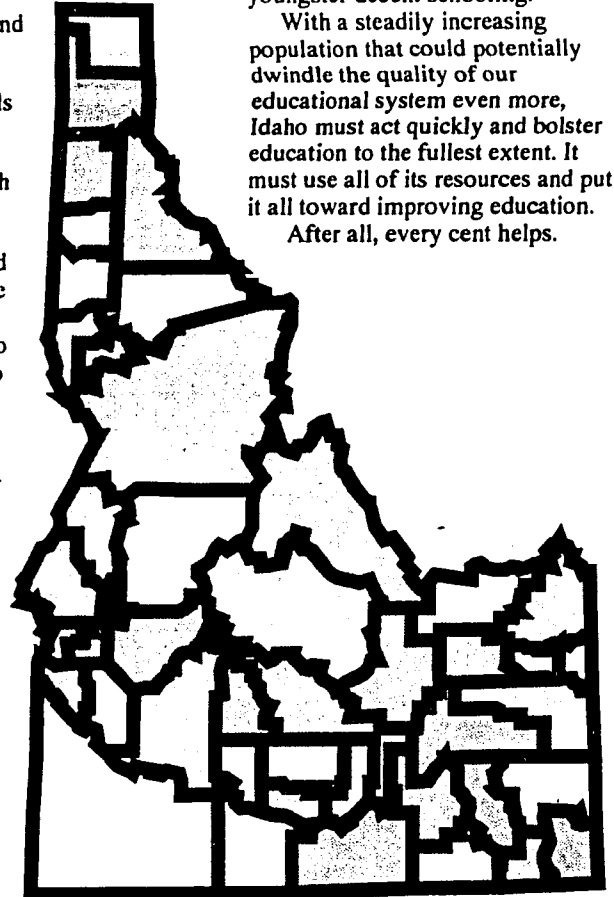 nd
ls
h
d
c
o
youngster decent schooling.
With a steadily increasing
population that could potentially
dwindle the quality of our
educational system even more,
Idaho must act quickly and bolster
education to the fullest extent. It
must use all of its resources and put
it all toward improving education.
After all, every cent helps.